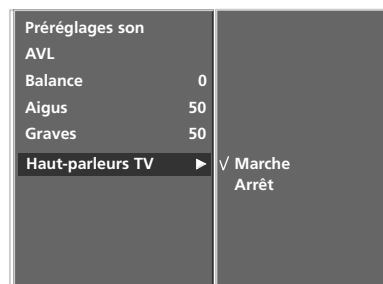 Préréglages son
AVL
Balance 0
Aigus 50
Graves 50
Haut-parleurs TV ▶ √ Marche
Arrêt